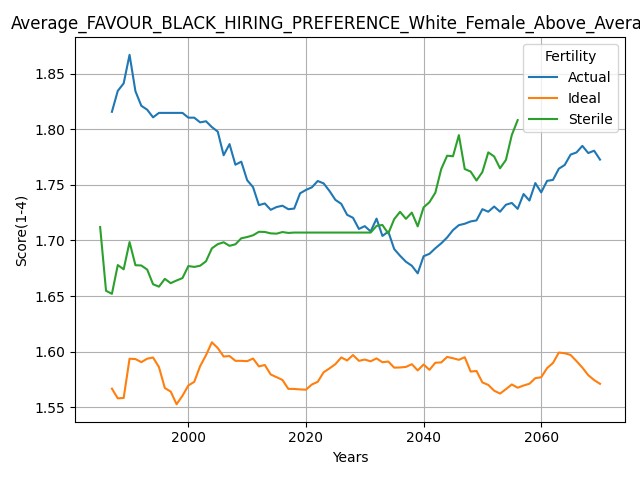 Average_FAVOUR_BLACK_HIRING_PREFERENCE_White_Female_Above_Avera
Fertility
Actual
Ideal
Sterile
Score(1-4)
1.85
1.80
1.75
1.70
1.65
1.60
1.55
2000 2020 2040 2060
Years